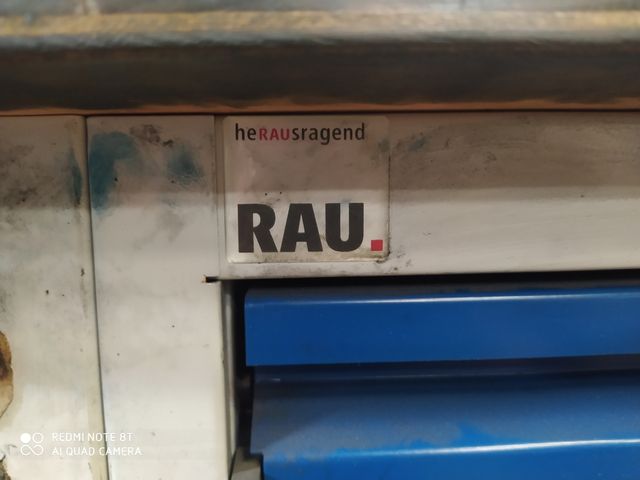 heRAUsragend
RAU.
REDMI NOTE 8T
AI QUAD CAMERA